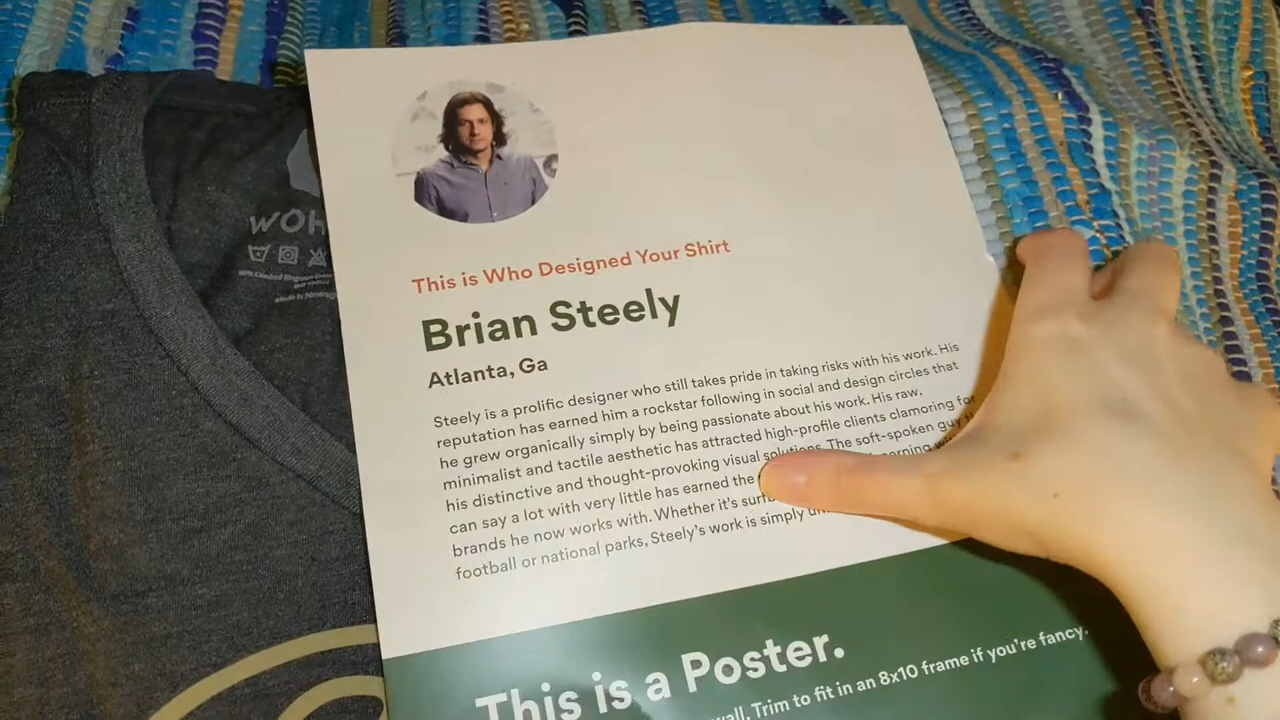 WOH
Made in
This is Who Designed Your Shirt
Brian Steely
Atlanta, Ga
Steely is a prolific designer who still takes pride in taking risks with his work. His
reputation has earned him a rockstar following in social and design circles that
he grew organically simply by being passionate about his work. His raw,
minimalist and tactile aesthetic has attracted high-profile clients clamoring for
his distinctive and thought-provoking visual solutions. The soft-spoken guy
can say a lot with very little has earned the
brands he now works with. Whether it's
football or national parks, Steely's work is simply
This is a Poster.
wall, Trim to fit in an 8x10 frame if you're fancy.